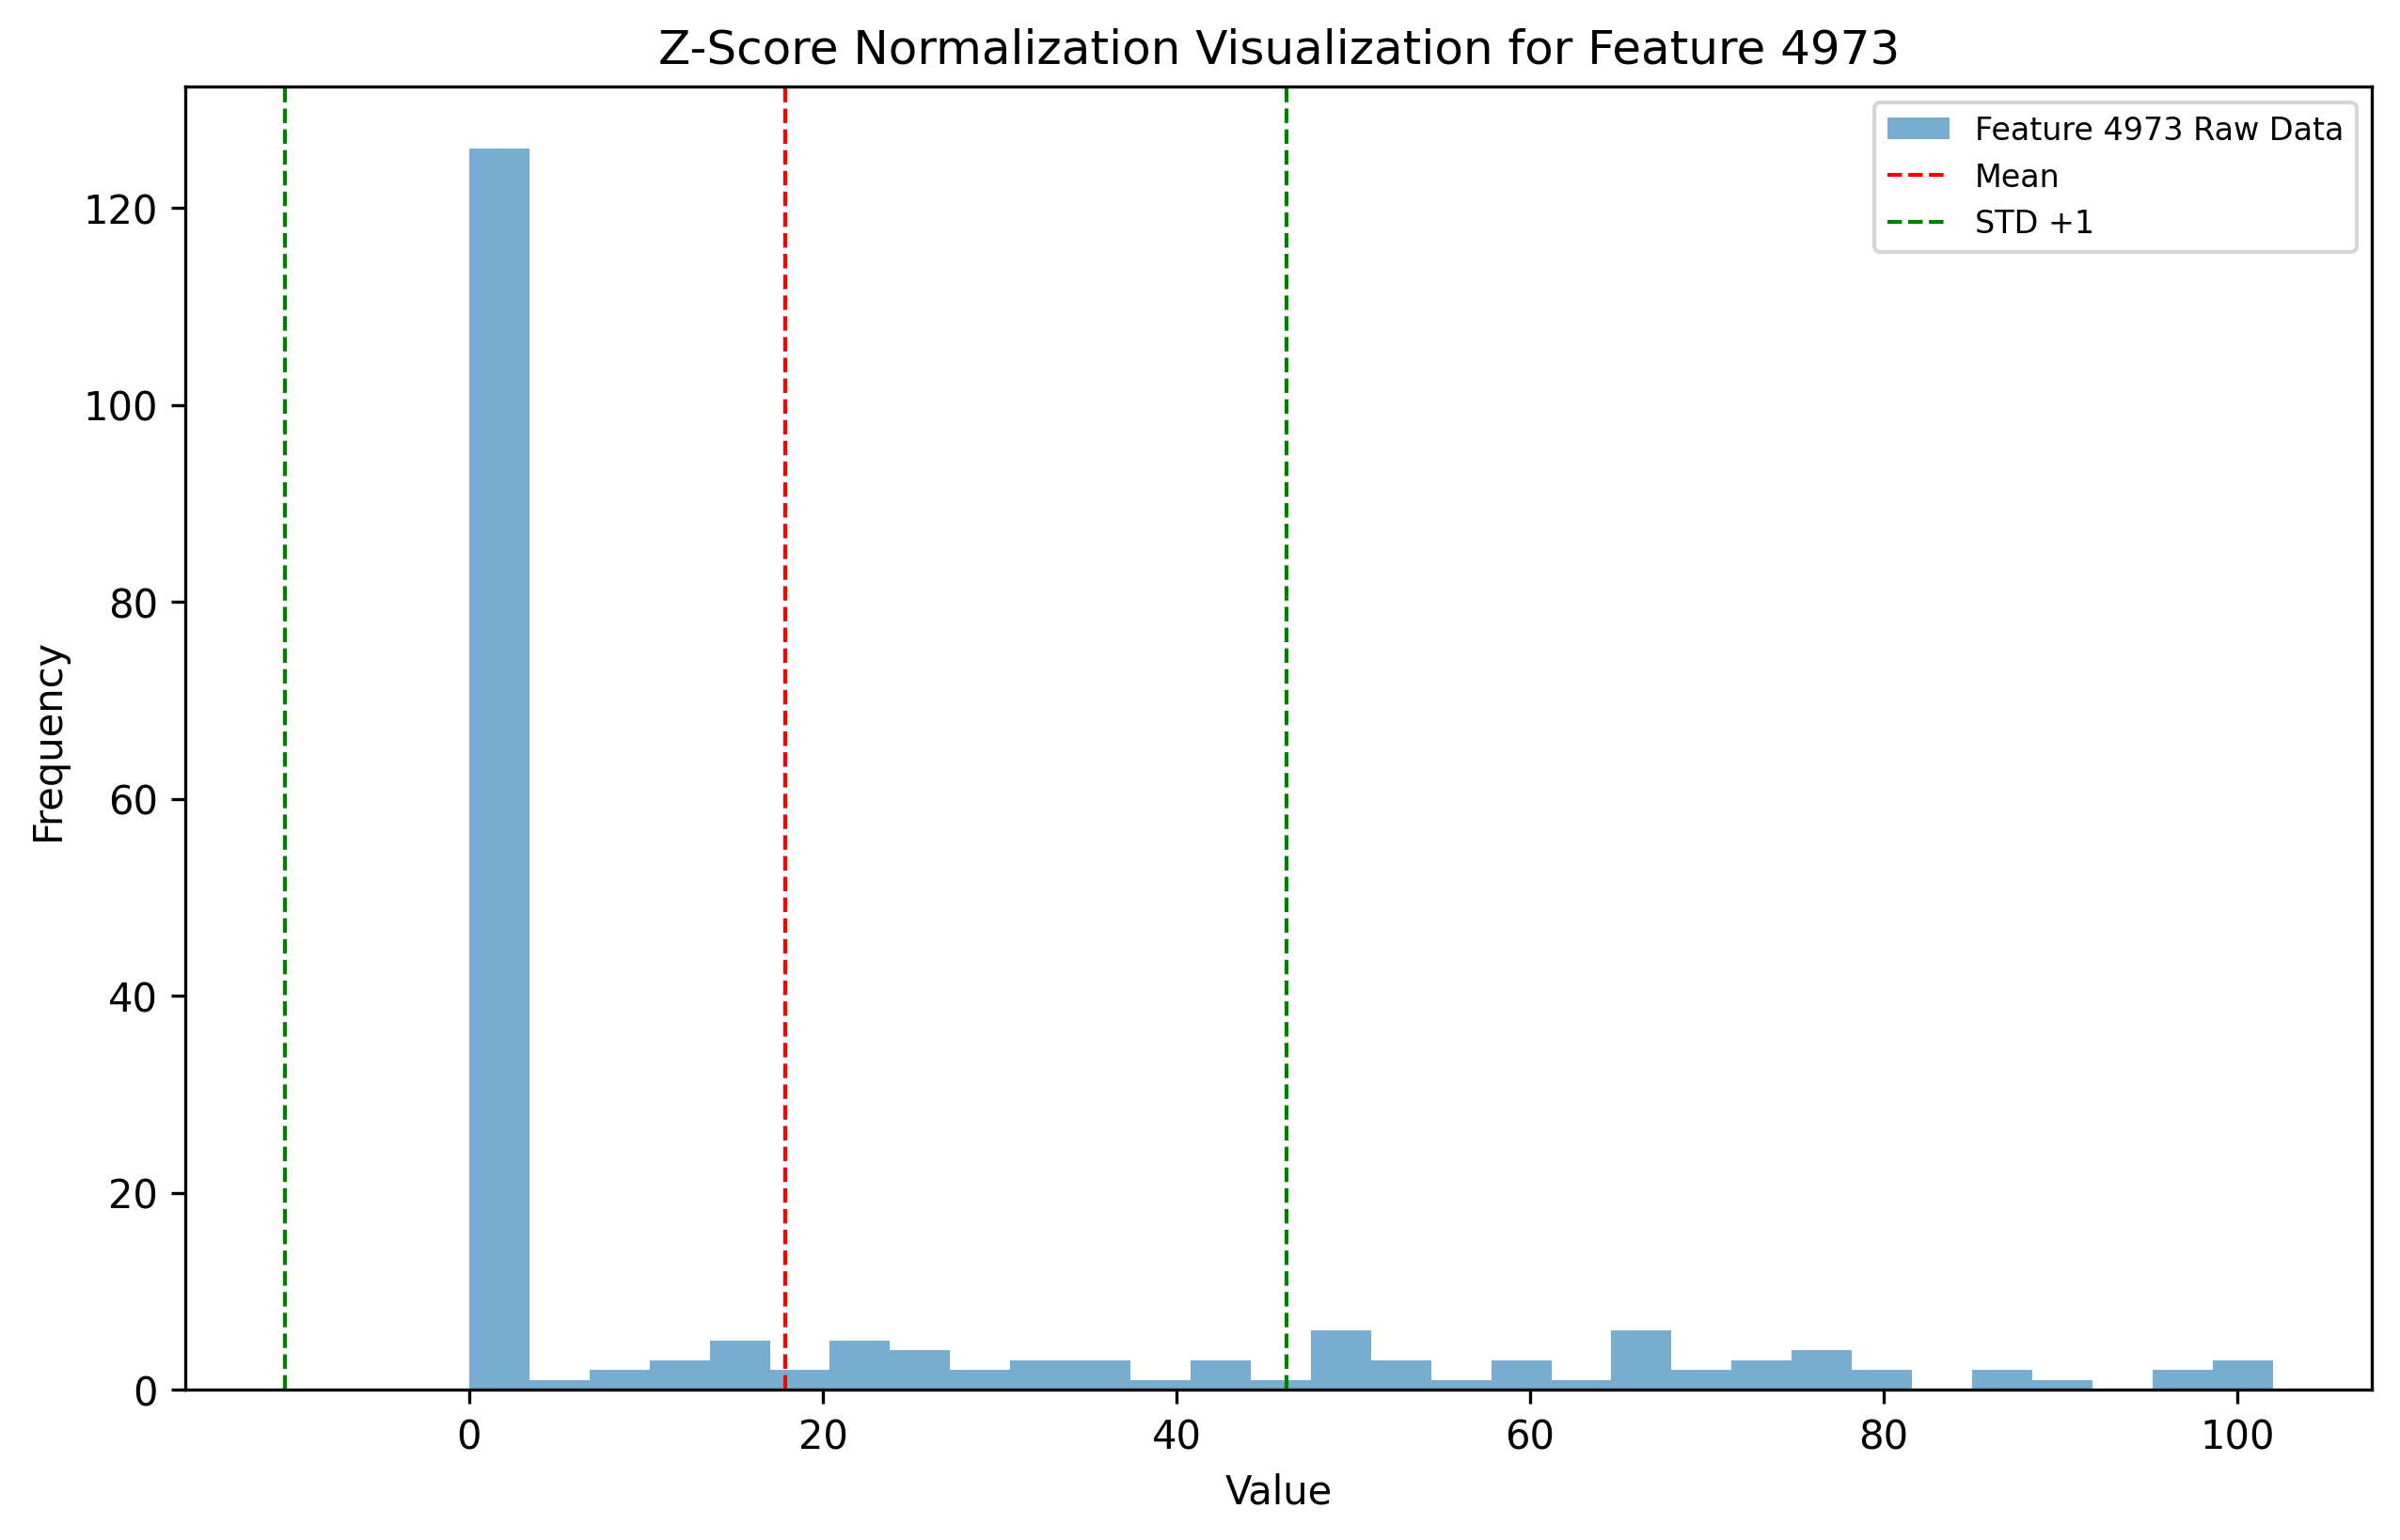 Z-Score Normalization Visualization for Feature 4973
Feature 4973 Raw Data
Mean
STD +1
120
100
80
60
40
20
0
Frequency
0 20 40 60 80 100
Value